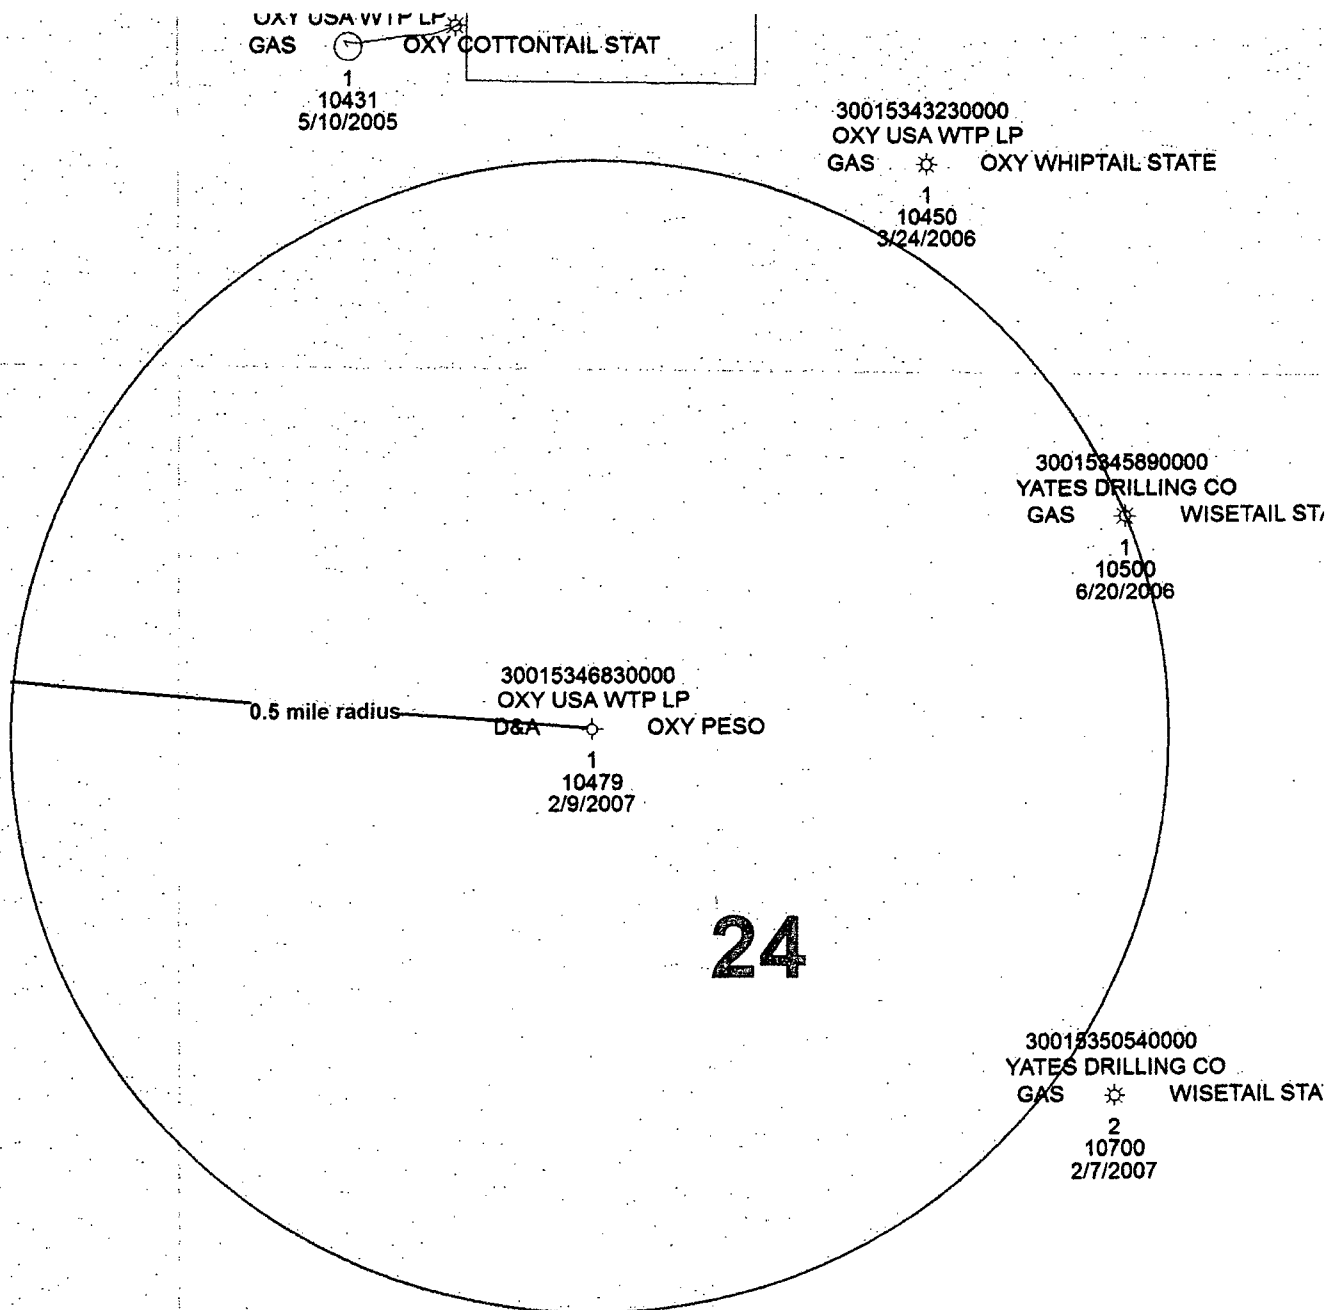 OXY USA WTP LP
GAS OXY COTTONTAIL STAT
1
10431
5/10/2005
30015343230000
OXY USA WTP LP
GAS OXY WHIPTAIL STATE
1
10450
3/24/2006
30015345890000
YATES DRILLING CO
GAS WISETAIL STA
1
10500
6/20/2006
30015346830000
OXY USA WTP LP
0.5 mile radius
D&A OXY PESO
1
10479
2/9/2007
24
30015350540000
YATES DRILLING CO
GAS WISETAIL STA
2
10700
2/7/2007